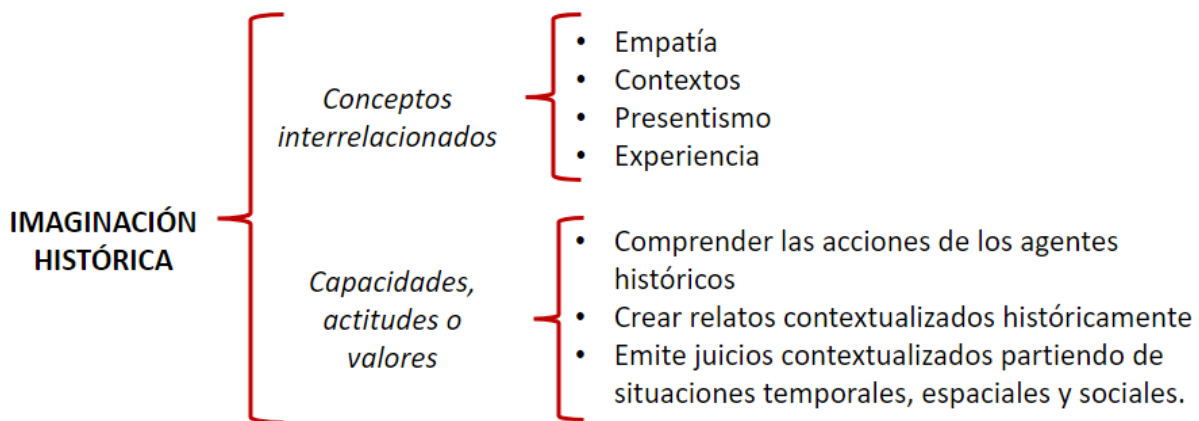 IMAGINACIÓN
HISTÓRICA
Conceptos
interrelacionados
• Empatía
• Contextos
• Presentismo
• Experiencia
Capacidades,
actitudes o
valores
• Comprender las acciones de los agentes
históricos
• Crear relatos contextualizados históricamente
• Emite juicios contextualizados partiendo de
situaciones temporales, espaciales y sociales.